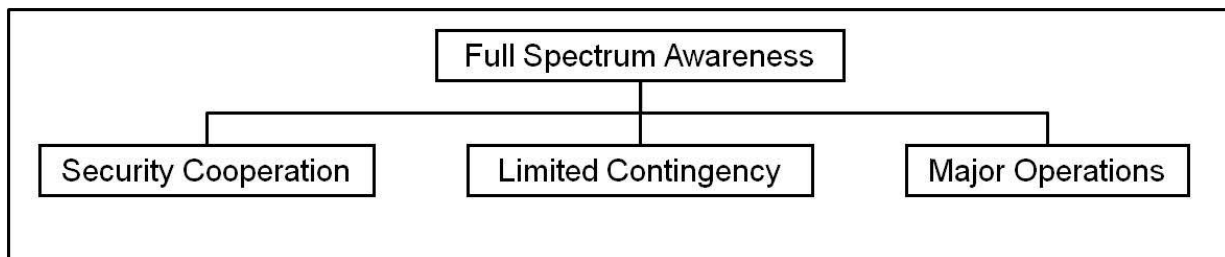 Full Spectrum Awareness
Security Cooperation
Limited Contingency
Major Operations